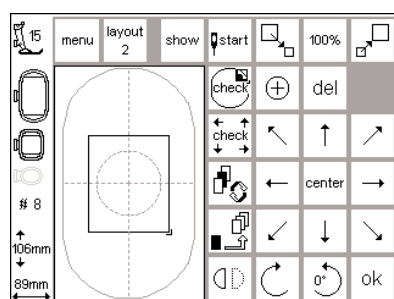 15
menu
layout
2
show
start
100%
check
del
check
center
# 8
106mm
89mm
0°
ok